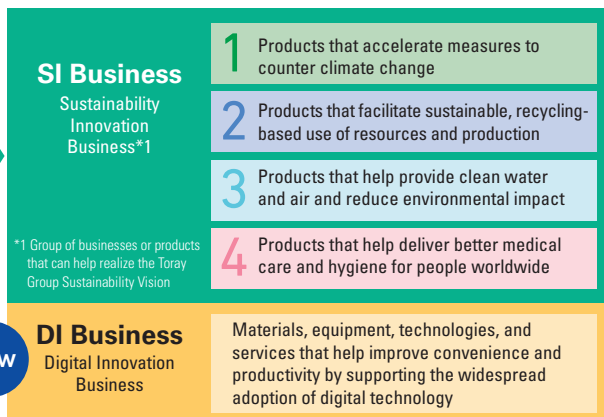 SI Business
Sustainability
Innovation
Business*1
*1 Group of businesses or products
that can help realize the Toray
Group Sustainability Vision
1
Products that accelerate measures to
counter climate change
2
Products that facilitate sustainable, recycling-
based use of resources and production
3
Products that help provide clean water
and air and reduce environmental impact
4
Products that help deliver better medical
care and hygiene for people worldwide
DI Business
Digital Innovation
Business
Materials, equipment, technologies, and
services that help improve convenience and
productivity by supporting the widespread
adoption of digital technology